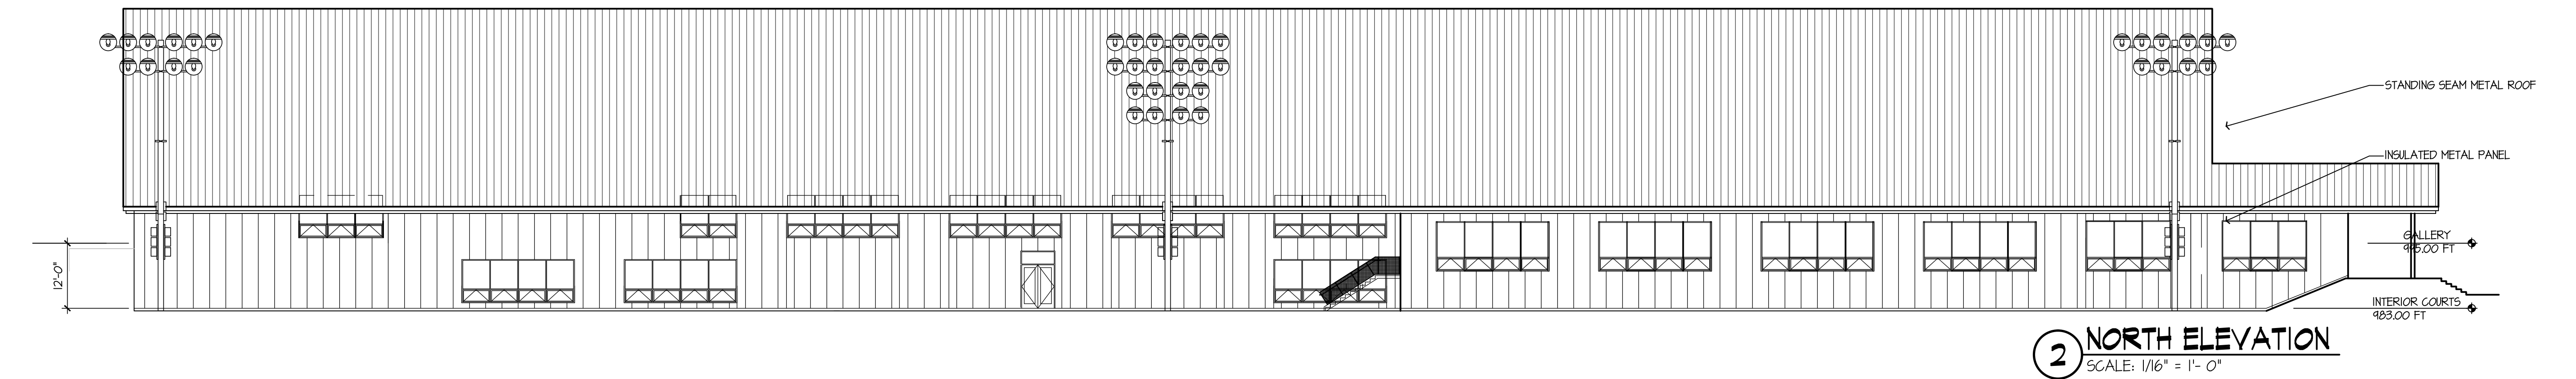 STANDING SEAM METAL ROOF
INSULATED METAL PANEL
GALLERY
995.00 FT
12'-0"
INTERIOR COURTS
983.00 FT
2 NORTH ELEVATION
SCALE: 1/16" = 1'- 0"